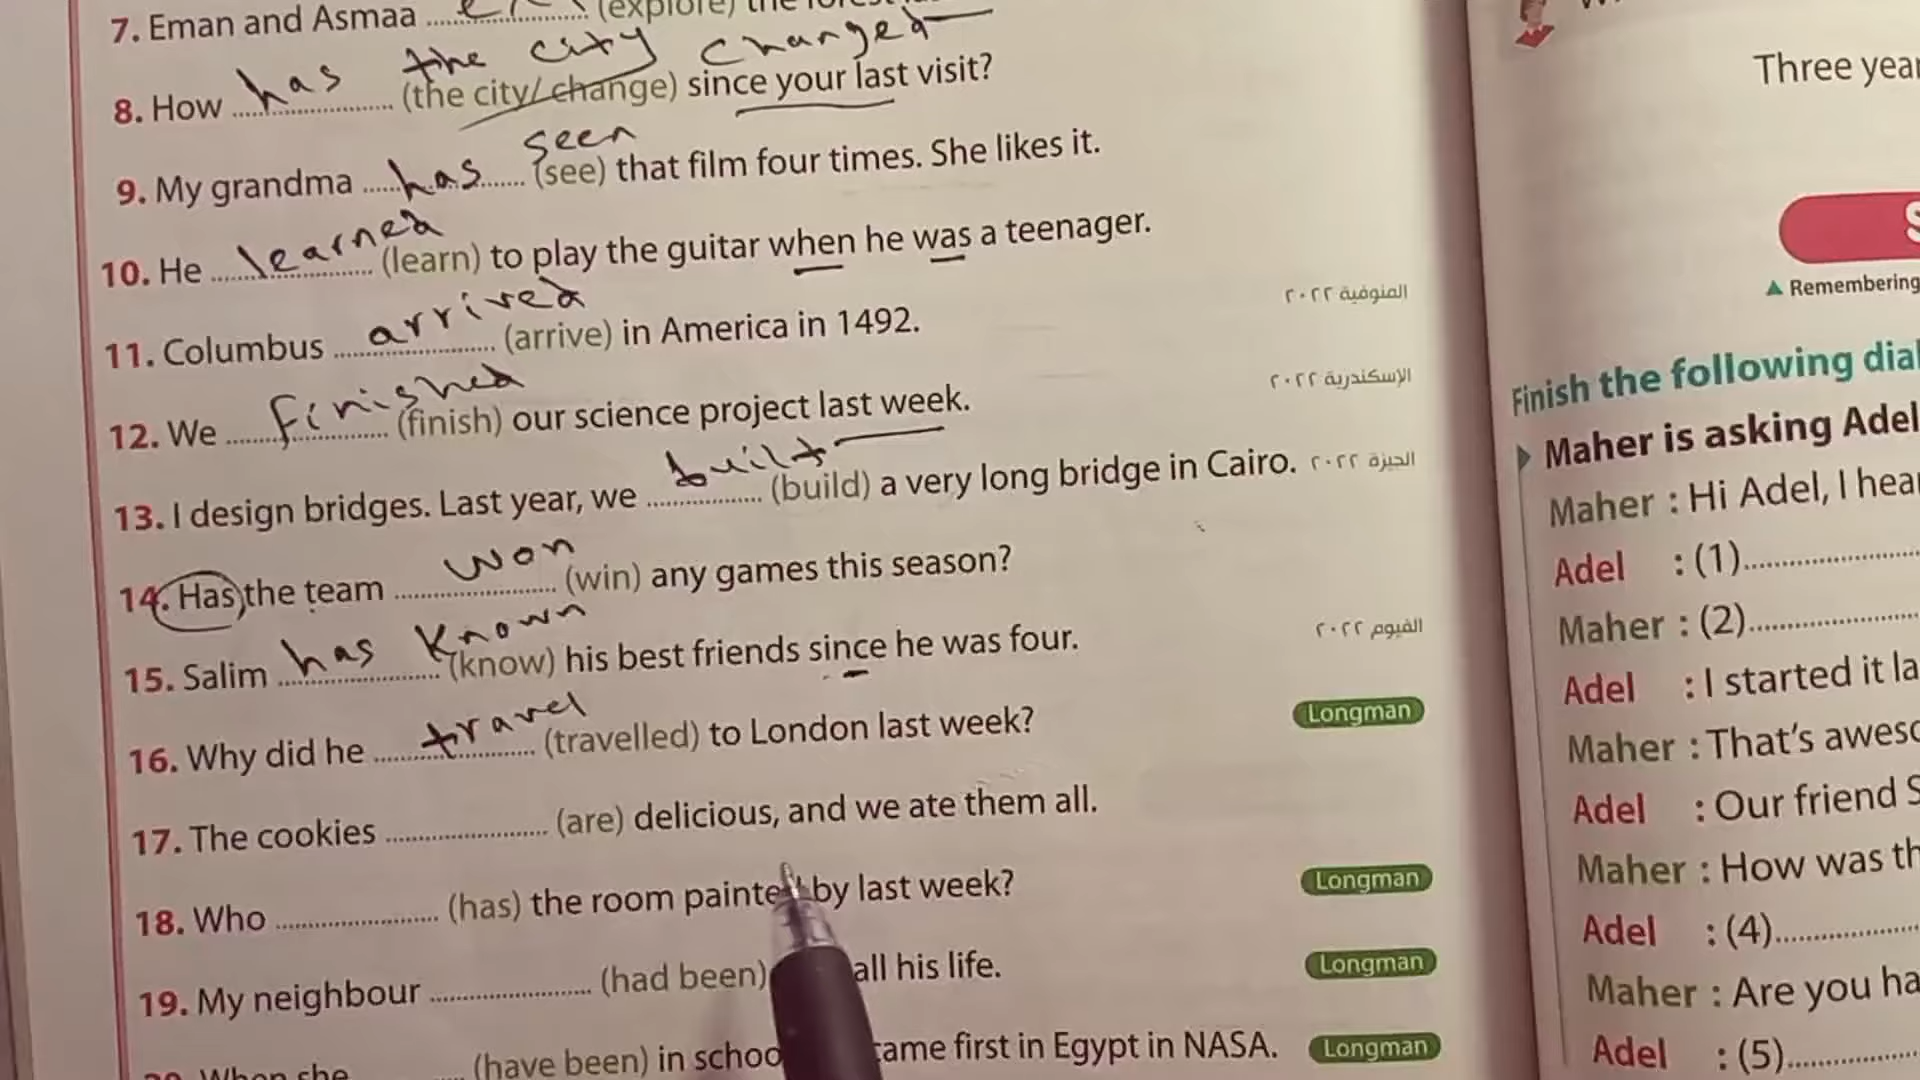 7. Eman and Asmaa .................. (explore) the forest
has the city changed
8. How .................. (the city/ change) since your last visit?
seen
9. My grandma ......has...... (see) that film four times. She likes it.
10. He ......learned...... (learn) to play the guitar when he was a teenager.
المنوفية ٢٠٢٢
11. Columbus ......arrived...... (arrive) in America in 1492.
الإسكندرية ٢٠٢٢
12. We ......finished...... (finish) our science project last week.
built
13. I design bridges. Last year, we .................. (build) a very long bridge in Cairo. الجيزة ٢٠٢٢
won
14. Has the team .................. (win) any games this season?
has known
15. Salim .................. (know) his best friends since he was four. الفيوم ٢٠٢٢
16. Why did he ......travel...... (travelled) to London last week? Longman
17. The cookies .................. (are) delicious, and we ate them all.
18. Who .................. (has) the room painted by last week? Longman
19. My neighbour .................. (had been) all his life. Longman
When she .................. (have been) in school came first in Egypt in NASA. Longman
Three year
S
▲ Remembering
Finish the following dial
Maher is asking Adel
Maher : Hi Adel, I hear
Adel : (1)..................
Maher : (2)..................
Adel : I started it la
Maher : That's aweso
Adel : Our friend S
Maher : How was th
Adel : (4)..................
Maher : Are you ha
Adel : (5)..................